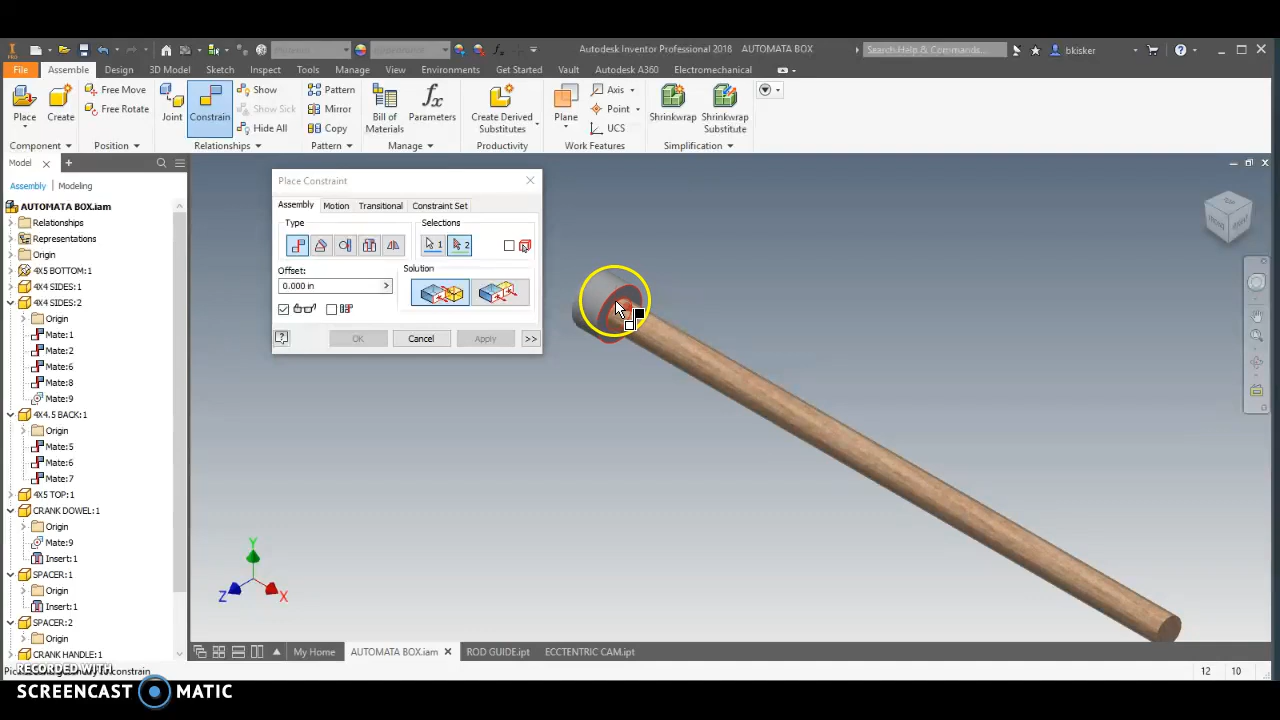 Autodesk Inventor Professional 2018   AUTOMATA BOX
Search Help & Commands...
bkisker
File
Assemble
Design
3D Model
Sketch
Inspect
Tools
Manage
View
Environments
Get Started
Vault
Autodesk A360
Electromechanical
Place
Create
Free Move
Free Rotate
Component
Position
Joint
Constrain
Show
Show Sick
Hide All
Relationships
Pattern
Mirror
Copy
Pattern
Bill of
Materials
Parameters
Manage
Create Derived
Substitutes
Productivity
Plane
Axis
Point
UCS
Work Features
Shrinkwrap
Shrinkwrap
Substitute
Simplification
Model
Assembly
Modeling
AUTOMATA BOX.iam
Relationships
Representations
Origin
4X5 BOTTOM:1
4X4 SIDES:1
4X4 SIDES:2
Origin
Mate:1
Mate:2
Mate:6
Mate:8
Mate:9
4X4.5 BACK:1
Origin
Mate:5
Mate:6
Mate:7
4X5 TOP:1
CRANK DOWEL:1
Origin
Mate:9
Insert:1
SPACER:1
Origin
Insert:1
SPACER:2
Origin
CRANK HANDLE:1
Place Constraint
Assembly
Motion
Transitional
Constraint Set
Type
Selections
1
2
Offset:
0.000 in
Solution
OK
Cancel
Apply
>>
FRONT
Y
Z
X
My Home
AUTOMATA BOX.iam
ROD GUIDE.ipt
ECCTENTRIC CAM.ipt
constrain
12
10
RECORDED WITH
SCREENCAST MATIC